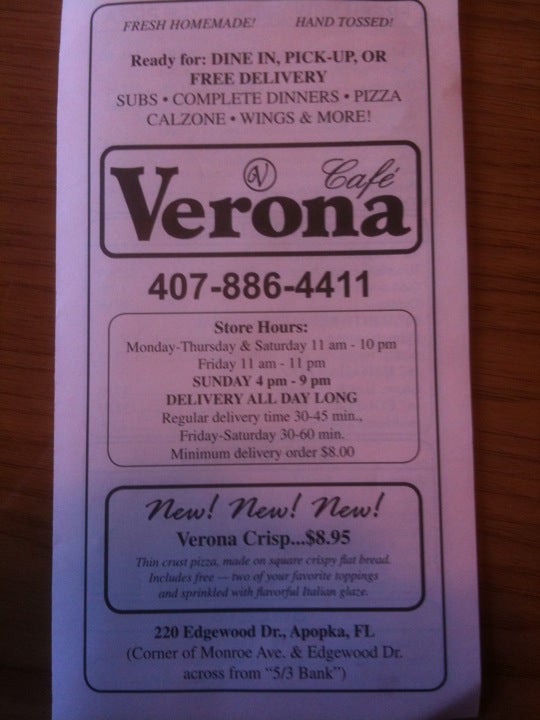 FRESH HOMEMADE! HAND TOSSED!
Ready for: DINE IN, PICK-UP, OR
FREE DELIVERY
SUBS • COMPLETE DINNERS • PIZZA
CALZONE • WINGS & MORE!
V Café
Verona
407-886-4411
Store Hours:
Monday-Thursday & Saturday 11 am - 10 pm
Friday 11 am - 11 pm
SUNDAY 4 pm - 9 pm
DELIVERY ALL DAY LONG
Regular delivery time 30-45 min.,
Friday-Saturday 30-60 min.
Minimum delivery order $8.00
New! New! New!
Verona Crisp...$8.95
Thin crust pizza, made on square crispy flat bread.
Includes free — two of your favorite toppings
and sprinkled with flavorful Italian glaze.
220 Edgewood Dr., Apopka, FL
(Corner of Monroe Ave. & Edgewood Dr.
across from "5/3 Bank")